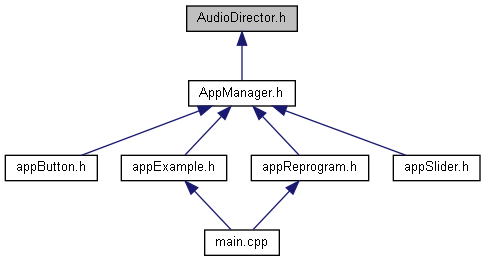 AudioDirector.h
AppManager.h
appButton.h
appExample.h
appReprogram.h
appSlider.h
main.cpp